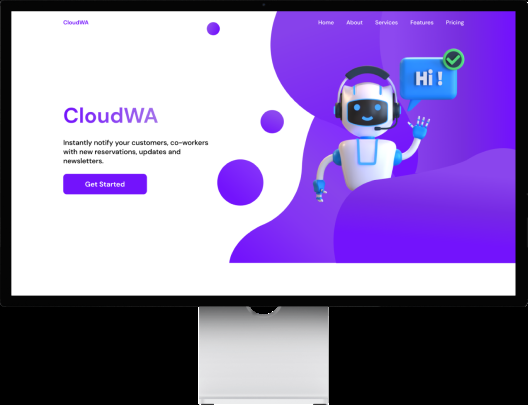 CloudWA
Home About Services Features Pricing
Hi !
CloudWA
Instantly notify your customers, co-workers
with new reservations, updates and
newsletters.
Get Started